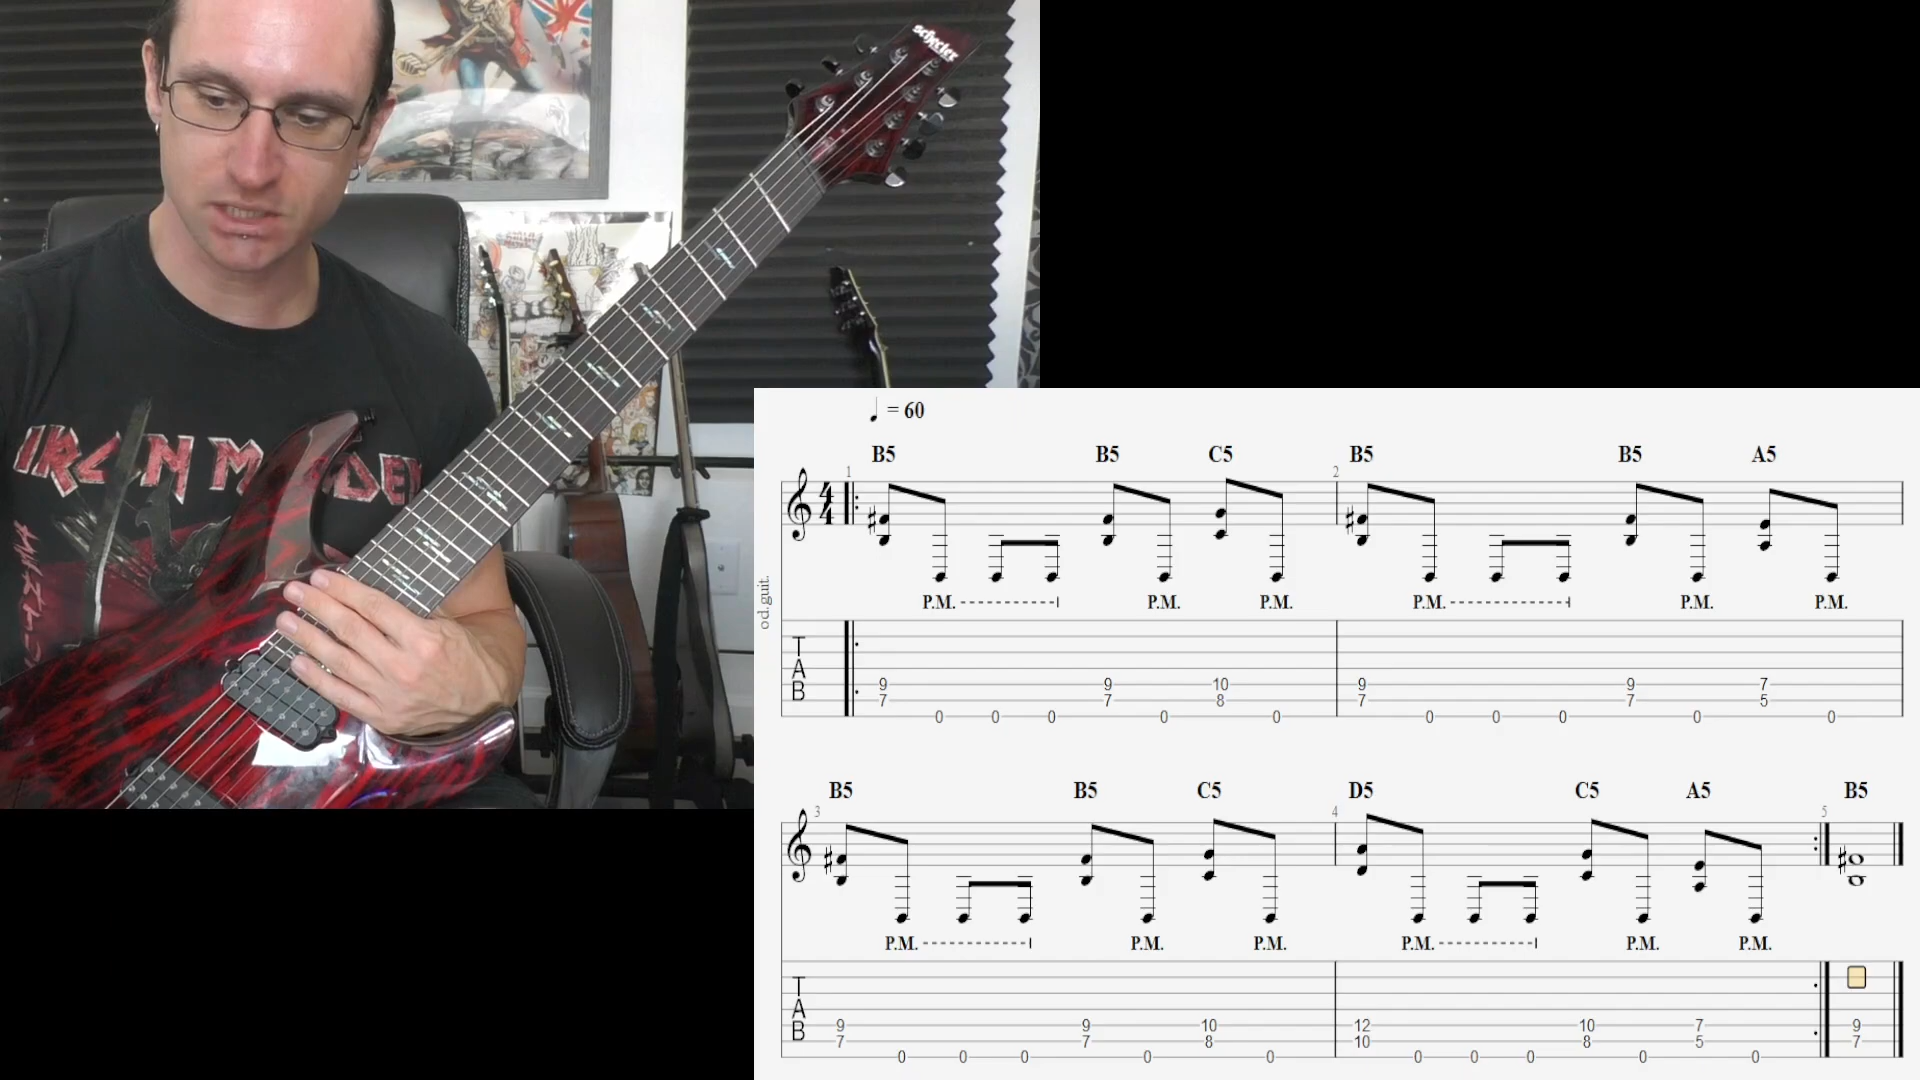 schecter
IRON MAIDEN
♩ = 60
B5 B5 C5 B5 B5 A5
1 2
4
4
od.guit.
P.M. P.M. P.M. P.M. P.M. P.M.
T
A
B
9 9 10 9 9 7
7 7 8 7 7 5
0 0 0 0 0 0 0 0 0 0
B5 B5 C5 D5 C5 A5 B5
3 4 5
P.M. P.M. P.M. P.M. P.M. P.M.
T
A
B
9 9 10 12 10 7 9
7 7 8 10 8 5 7
0 0 0 0 0 0 0 0 0 0